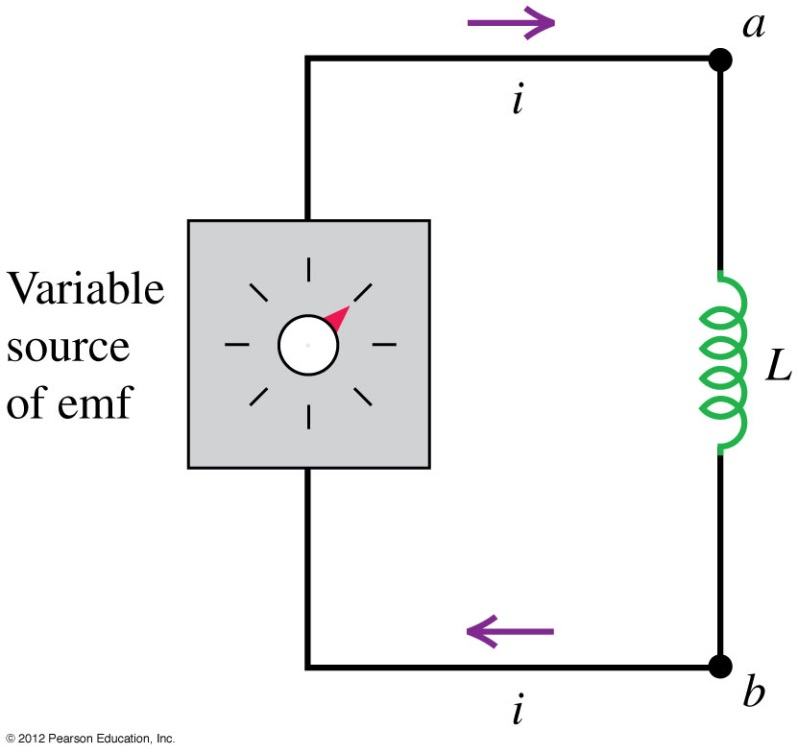 a
i
Variable
source
of emf
L
i
b
© 2012 Pearson Education, Inc.